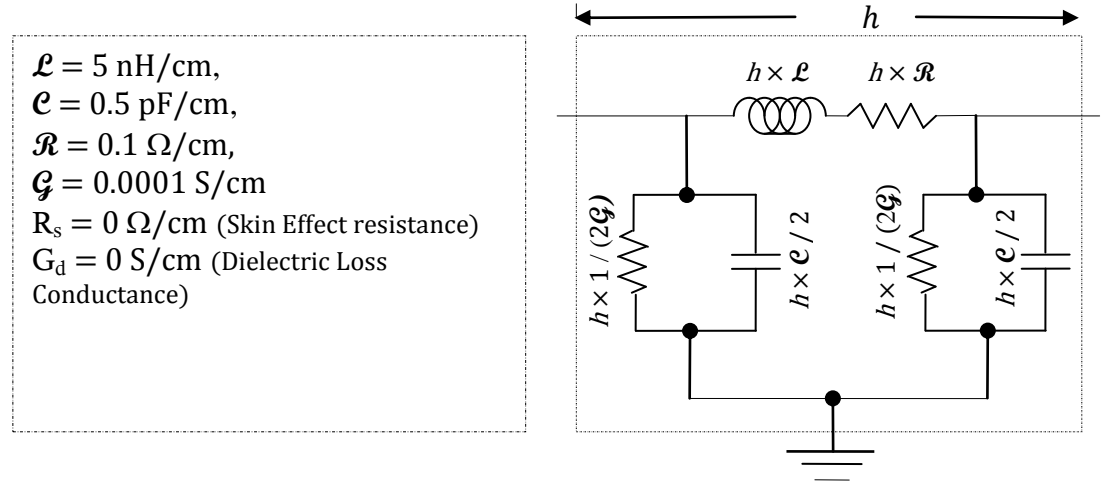 𝓛 = 5 nH/cm,
𝓒 = 0.5 pF/cm,
𝓡 = 0.1 Ω/cm,
𝓖 = 0.0001 S/cm
Rₛ = 0 Ω/cm (Skin Effect resistance)
G_d = 0 S/cm (Dielectric Loss
Conductance)
h
h × 𝓛
h × 𝓡
h × 1 / (2𝓖)
h × 𝓒 / 2
h × 1 / (2𝓖)
h × 𝓒 / 2